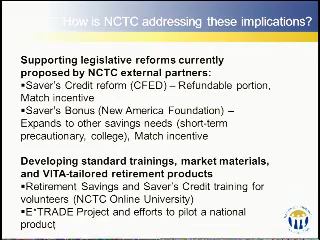 How is NCTC addressing these implications?
Supporting legislative reforms currently
proposed by NCTC external partners:
▪Saver's Credit reform (CFED) – Refundable portion,
Match incentive
▪Saver's Bonus (New America Foundation) –
Expands to other savings needs (short-term
precautionary, college), Match incentive
Developing standard trainings, market materials,
and VITA-tailored retirement products
▪Retirement Savings and Saver's Credit training for
volunteers (NCTC Online University)
▪E*TRADE Project and efforts to pilot a national
product